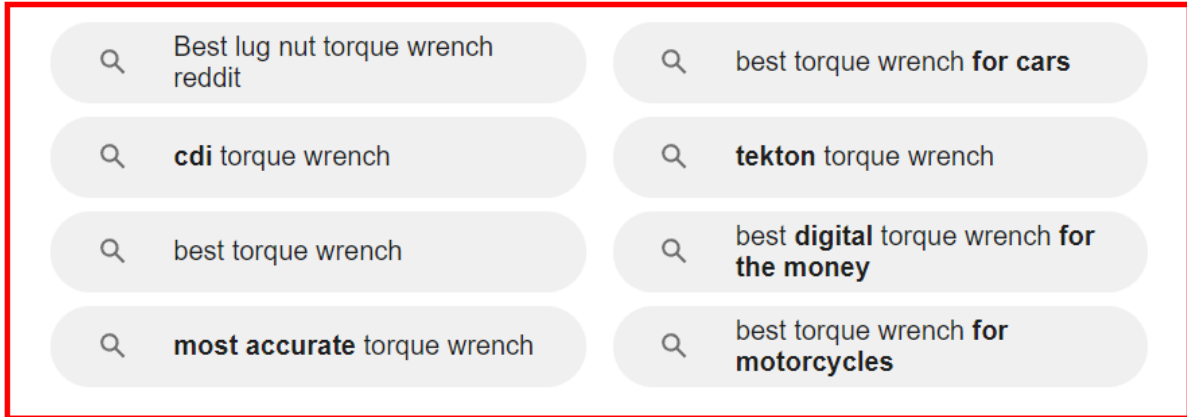 Best lug nut torque wrench
reddit
best torque wrench for cars
cdi torque wrench
tekton torque wrench
best torque wrench
best digital torque wrench for
the money
most accurate torque wrench
best torque wrench for
motorcycles